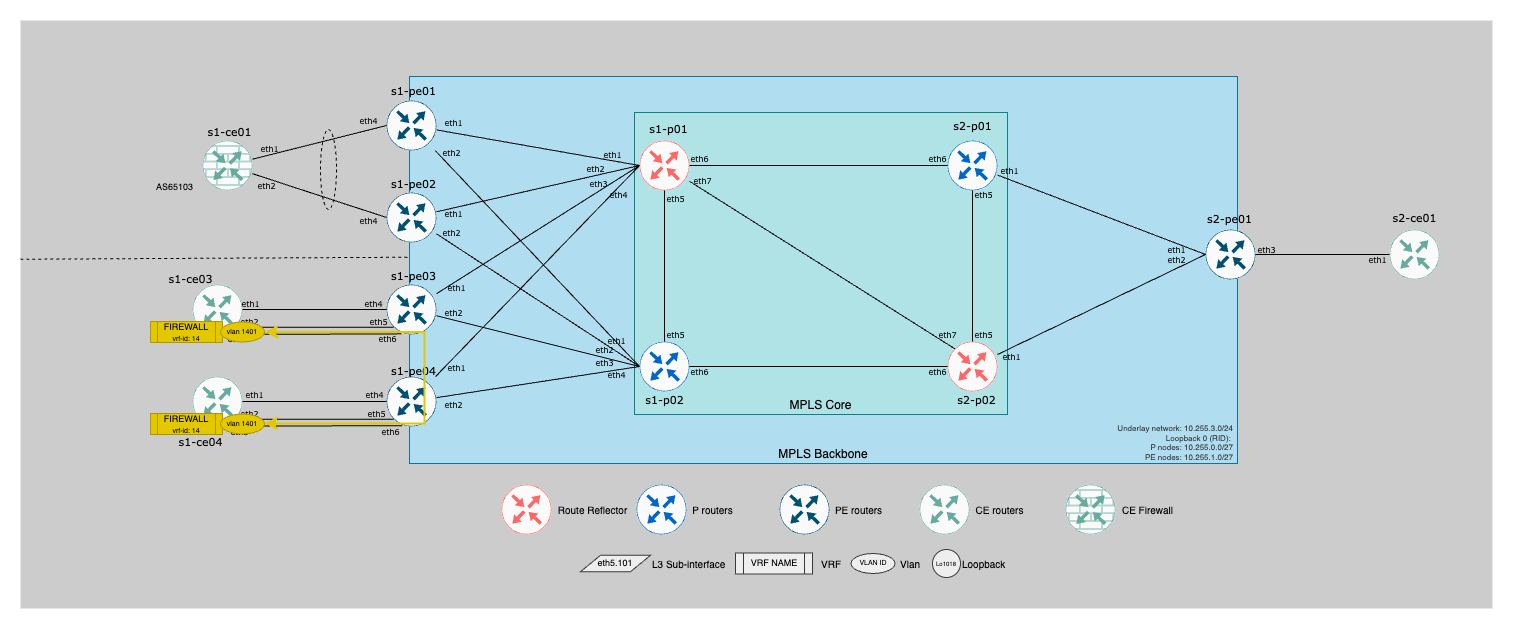 s1-pe01
s1-ce01
eth4
eth1
eth1
eth2
AS65103
eth2
s1-pe02
eth4
eth1
eth2
s1-p01
eth1
eth2
eth3
eth4
eth6
eth7
eth5
s2-p01
eth6
eth1
eth5
s2-pe01
eth1
eth2
eth3
s2-ce01
eth1
s1-ce03
s1-pe03
eth1
eth4
eth1
eth2
eth5
eth6
FIREWALL
vrf-id: 14
vlan 1401
eth1
eth2
eth3
eth4
eth5
eth6
s1-p02
eth7
eth5
eth6
eth1
s2-p02
s1-pe04
eth1
eth1
eth4
eth2
eth2
eth5
eth6
FIREWALL
vrf-id: 14
vlan 1401
s1-ce04
MPLS Core
MPLS Backbone
Underlay network: 10.255.3.0/24
Loopback 0 (RID):
P nodes: 10.255.0.0/27
PE nodes: 10.255.1.0/27
Route Reflector
P routers
PE routers
CE routers
CE Firewall
eth5.101
L3 Sub-interface
VRF NAME
VRF
VLAN ID
Vlan
Lo1018
Loopback